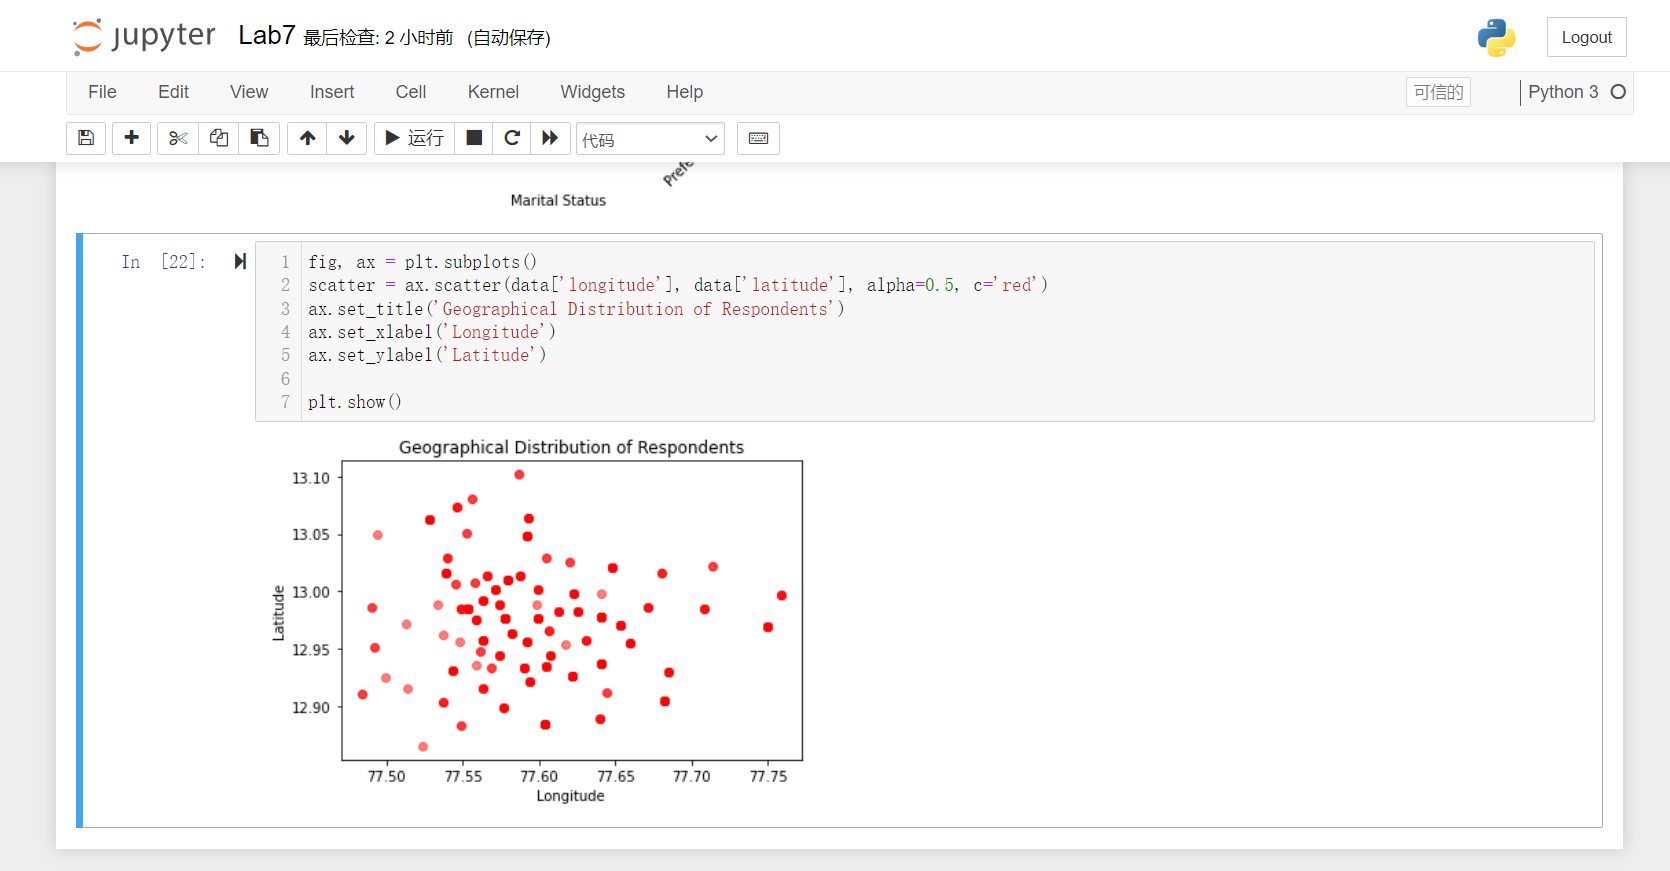 jupyter Lab7 最后检查: 2 小时前 (自动保存)
Logout
File Edit View Insert Cell Kernel Widgets Help
可信的
Python 3
运行
代码
Prefe
Marital Status
In [22]:
1 fig, ax = plt.subplots()
2 scatter = ax.scatter(data['longitude'], data['latitude'], alpha=0.5, c='red')
3 ax.set_title('Geographical Distribution of Respondents')
4 ax.set_xlabel('Longitude')
5 ax.set_ylabel('Latitude')
6
7 plt.show()
Geographical Distribution of Respondents
13.10
13.05
13.00
12.95
12.90
Latitude
77.50 77.55 77.60 77.65 77.70 77.75
Longitude